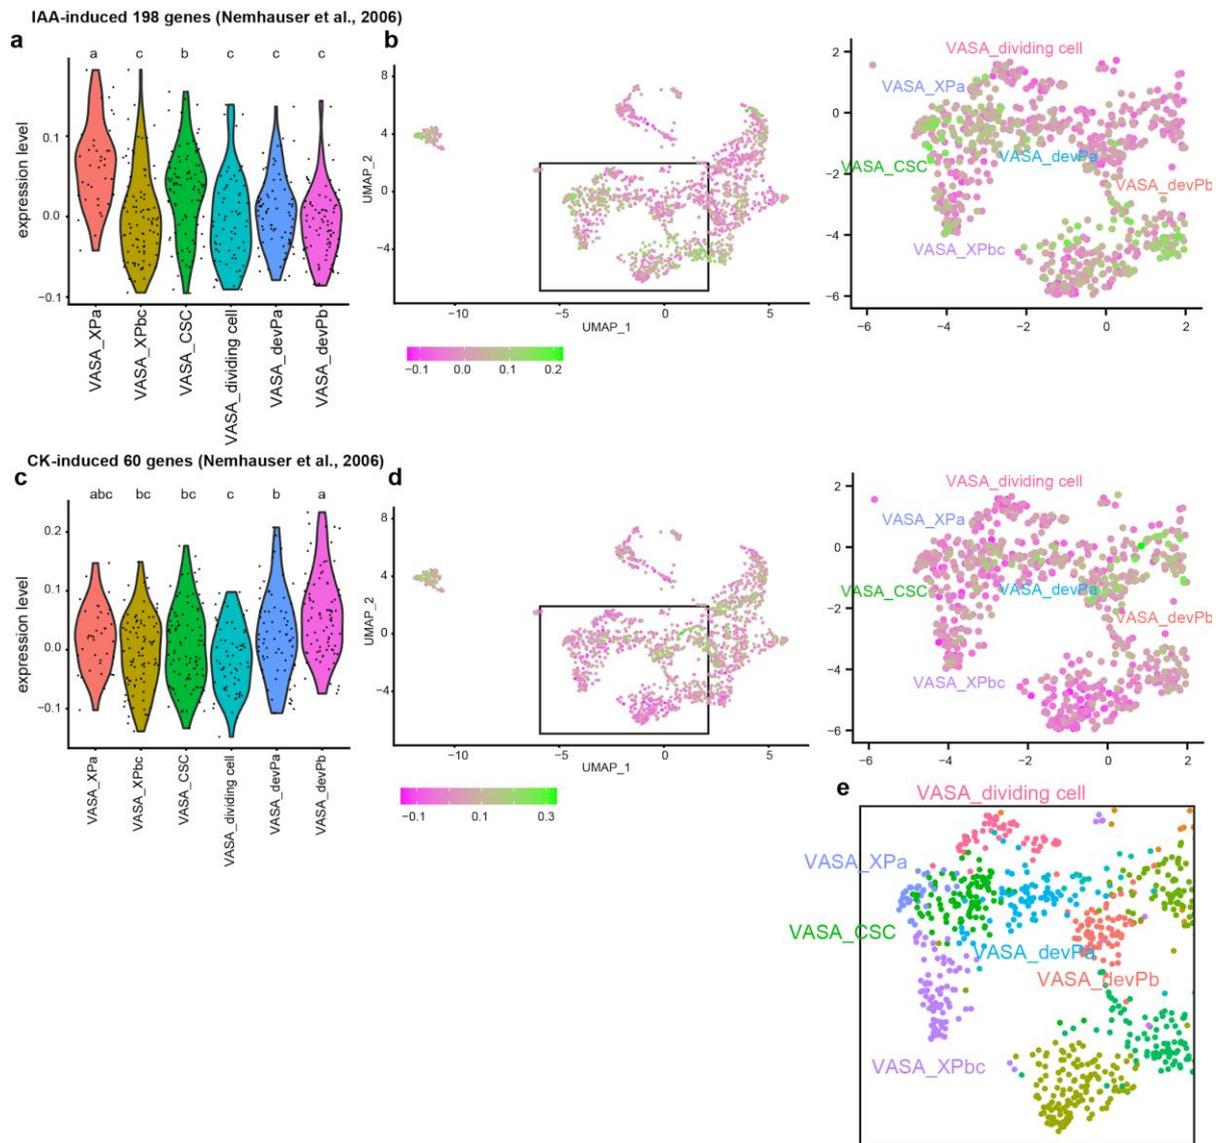 IAA-induced 198 genes (Nemhauser et al., 2006)
a
a c b c c c
expression level
0.1
0.0
−0.1
VASA_XPa
VASA_XPbc
VASA_CSC
VASA_dividing cell
VASA_devPa
VASA_devPb
b
UMAP_2
8
4
0
−4
−10 −5 0 5
UMAP_1
−0.1 0.0 0.1 0.2
2
0
−2
−4
−6
−6 −4 −2 0 2
VASA_dividing cell
VASA_XPa
VASA_devPa
VASA_CSC
VASA_devPb
VASA_XPbc
CK-induced 60 genes (Nemhauser et al., 2006)
c
abc bc bc c b a
expression level
0.2
0.1
0.0
−0.1
VASA_XPa
VASA_XPbc
VASA_CSC
VASA_dividing cell
VASA_devPa
VASA_devPb
d
UMAP_2
8
4
0
−4
−10 −5 0 5
UMAP_1
−0.1 0.1 0.3
2
0
−2
−4
−6
−6 −4 −2 0 2
VASA_dividing cell
VASA_XPa
VASA_CSC
VASA_devPa
VASA_devPb
VASA_XPbc
e
VASA_dividing cell
VASA_XPa
VASA_CSC
VASA_devPa
VASA_devPb
VASA_XPbc